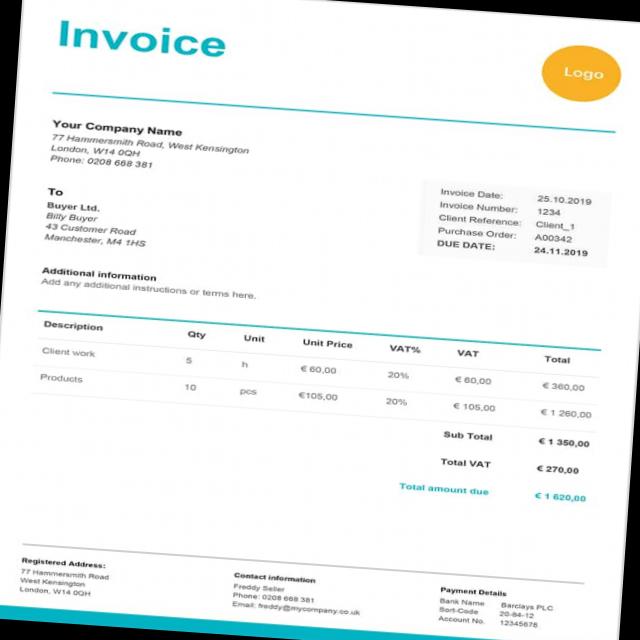 Invoice
Logo
Your Company Name
77 Hammersmith Road, West Kensington
London, W14 0QH
Phone: 0208 668 381
To
Buyer Ltd.
Billy Buyer
43 Customer Road
Manchester, M4 1HS
Invoice Date: 25.10.2019
Invoice Number: 1234
Client Reference: Client_1
Purchase Order: A00342
DUE DATE: 24.11.2019
Additional information
Add any additional instructions or terms here.
Description Qty Unit Unit Price VAT% VAT Total
Client work 5 h € 60,00 20% € 60,00 € 360,00
Products 10 pcs €105,00 20% € 105,00 € 1 260,00
Sub Total € 1 350,00
Total VAT € 270,00
Total amount due € 1 620,00
Registered Address:
77 Hammersmith Road
West Kensington
London, W14 0QH
Contact information
Freddy Seller
Phone: 0208 668 381
Email: freddy@mycompany.co.uk
Payment Details
Bank Name Barclays PLC
Sort-Code 20-84-12
Account No. 12345678